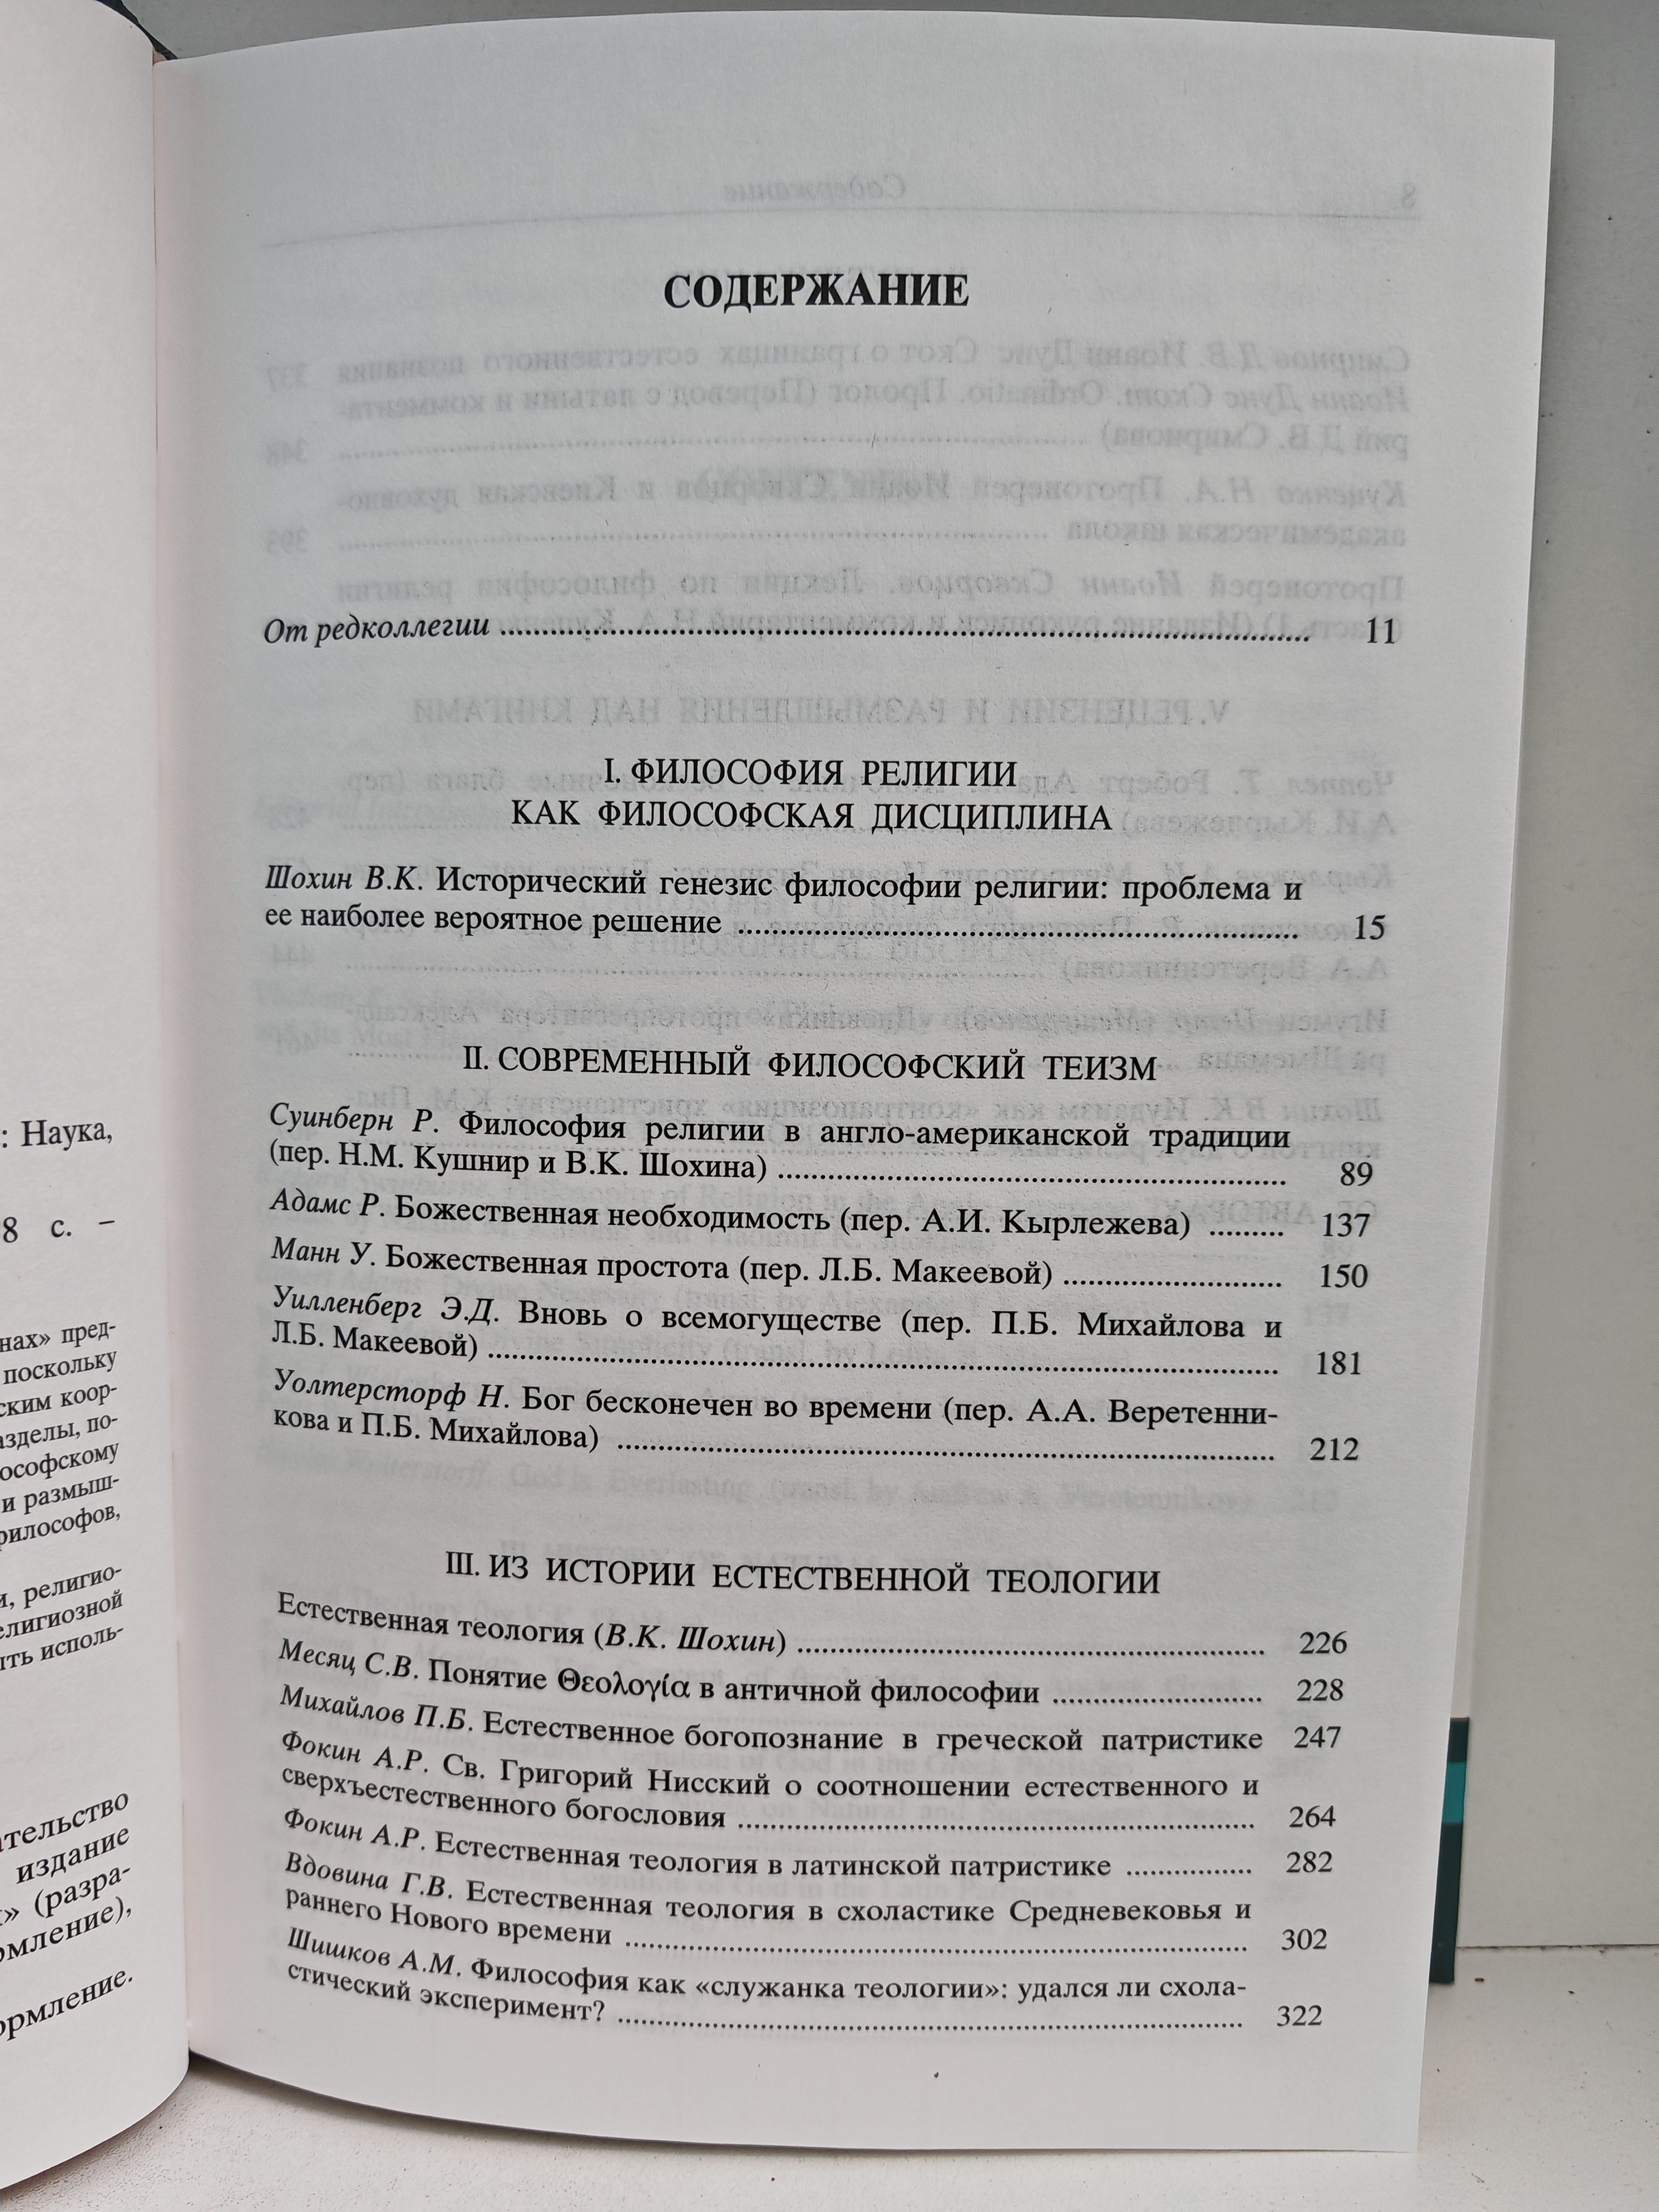 : Наука,
8 с. –
нах» пред-
поскольку
ским коор-
азделы, по-
ософскому
и размыш-
философов,
и, религио-
елигиозной
ыть исполь-
ательство
издание
» (разра-
рмление),
ормление.
СОДЕРЖАНИЕ
От редколлегии 11
I. ФИЛОСОФИЯ РЕЛИГИИ
КАК ФИЛОСОФСКАЯ ДИСЦИПЛИНА
Шохин В.К. Исторический генезис философии религии: проблема и
ее наиболее вероятное решение 15
II. СОВРЕМЕННЫЙ ФИЛОСОФСКИЙ ТЕИЗМ
Суинберн Р. Философия религии в англо-американской традиции
(пер. Н.М. Кушнир и В.К. Шохина) 89
Адамс Р. Божественная необходимость (пер. А.И. Кырлежева) 137
Манн У. Божественная простота (пер. Л.Б. Макеевой) 150
Уилленберг Э.Д. Вновь о всемогуществе (пер. П.Б. Михайлова и
Л.Б. Макеевой) 181
Уолтерсторф Н. Бог бесконечен во времени (пер. А.А. Веретенни-
кова и П.Б. Михайлова) 212
III. ИЗ ИСТОРИИ ЕСТЕСТВЕННОЙ ТЕОЛОГИИ
Естественная теология (В.К. Шохин) 226
Месяц С.В. Понятие Θεολογία в античной философии 228
Михайлов П.Б. Естественное богопознание в греческой патристике 247
Фокин А.Р. Св. Григорий Нисский о соотношении естественного и
сверхъестественного богословия 264
Фокин А.Р. Естественная теология в латинской патристике 282
Вдовина Г.В. Естественная теология в схоластике Средневековья и
раннего Нового времени 302
Шишков А.М. Философия как «служанка теологии»: удался ли схола-
стический эксперимент? 322